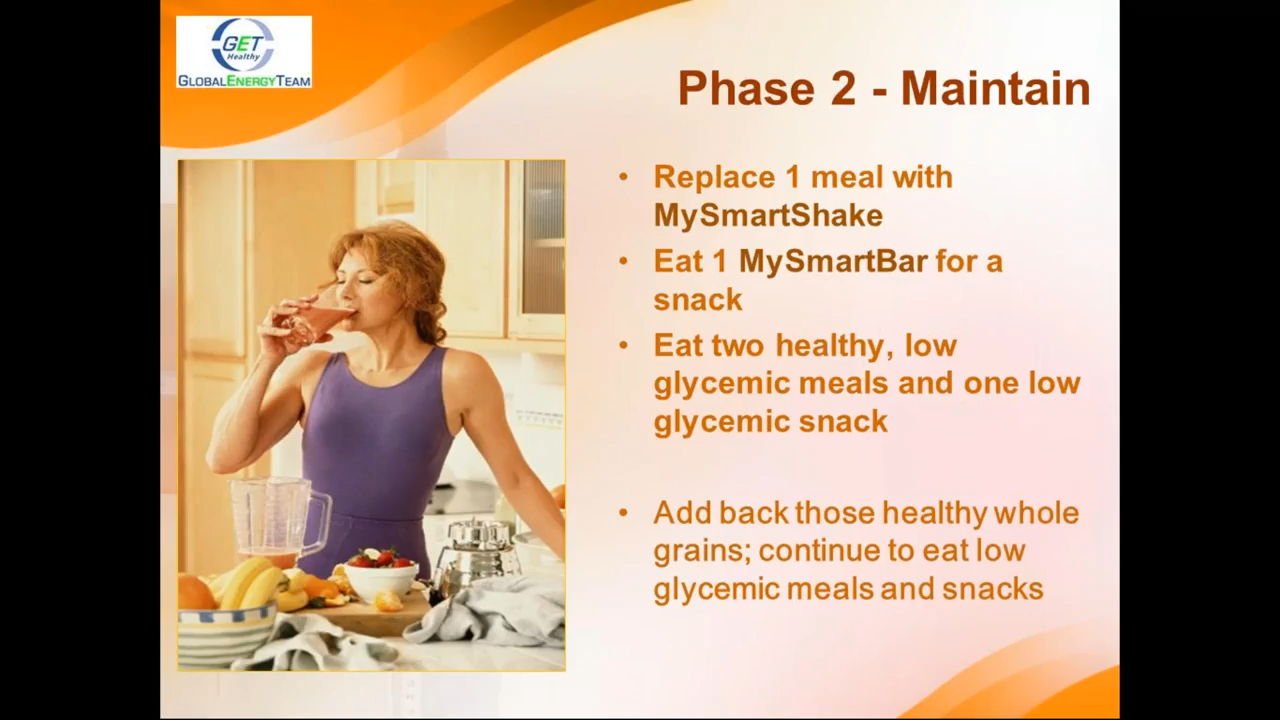 GET
Healthy
GLOBALENERGYTEAM
Phase 2 - Maintain
• Replace 1 meal with
MySmartShake
• Eat 1 MySmartBar for a
snack
• Eat two healthy, low
glycemic meals and one low
glycemic snack
• Add back those healthy whole
grains; continue to eat low
glycemic meals and snacks